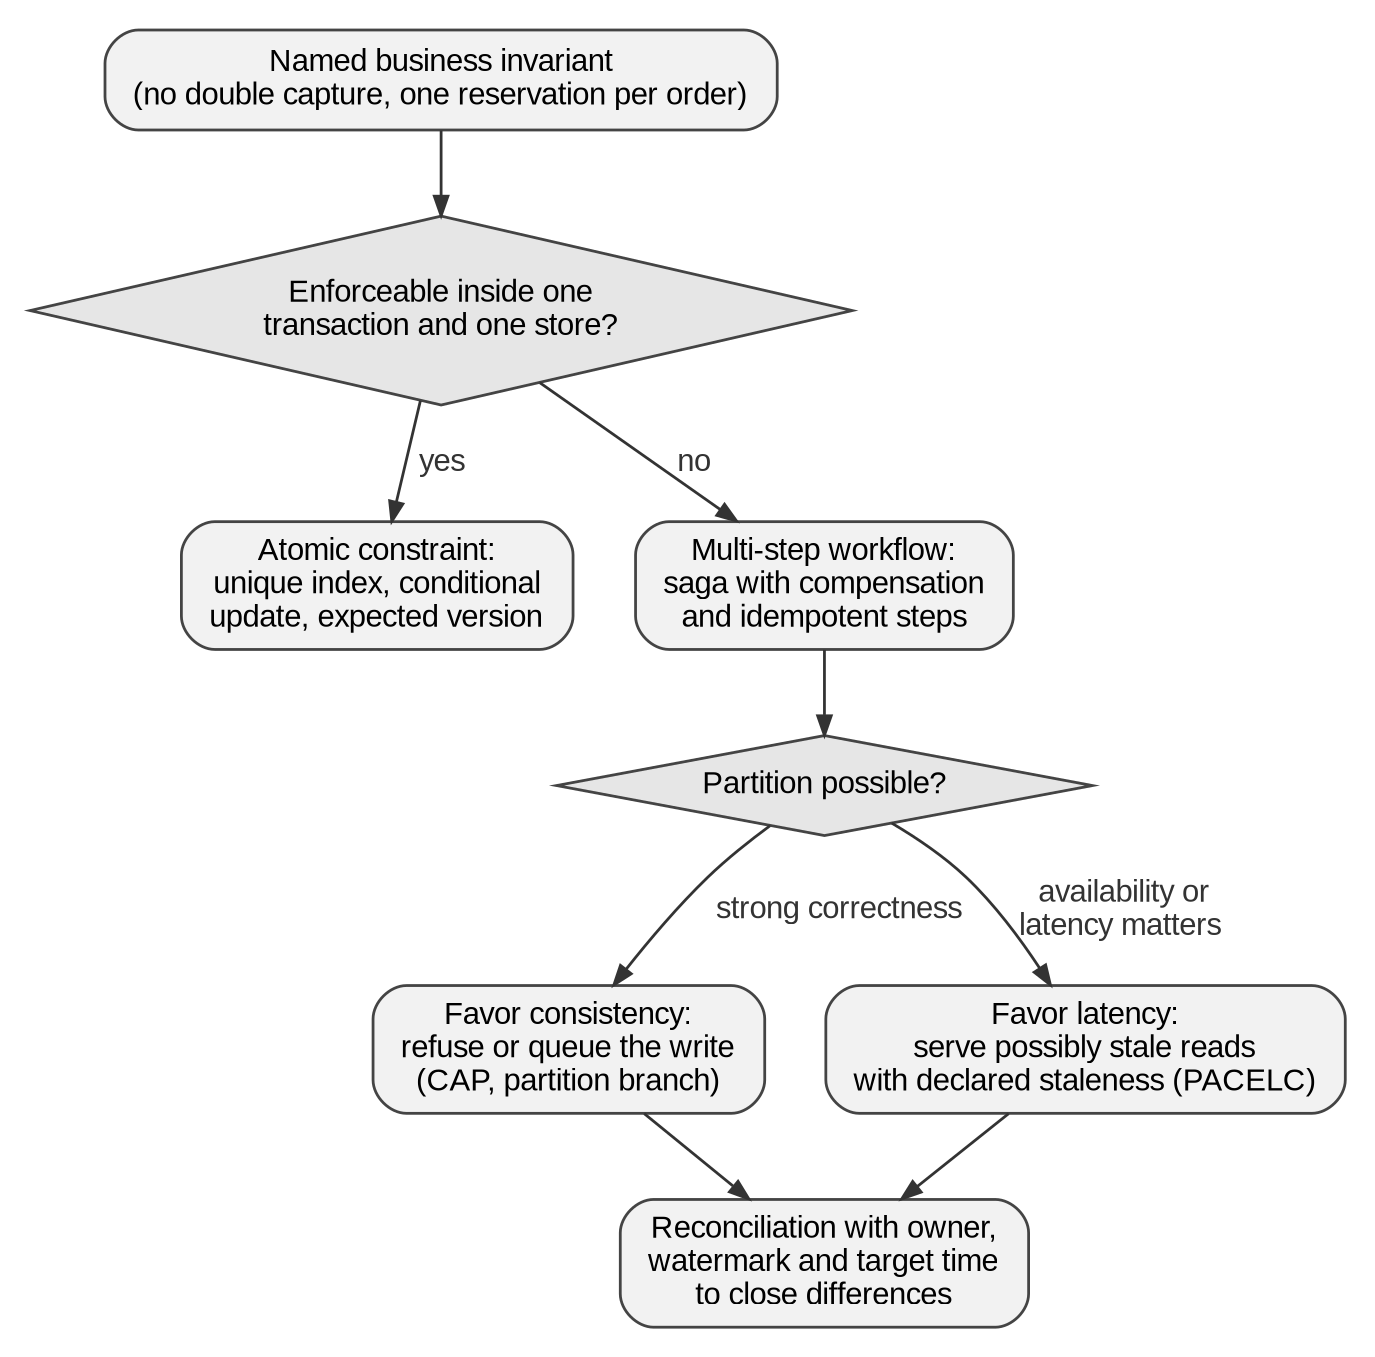 Named business invariant
(no double capture, one reservation per order)
Enforceable inside one
transaction and one store?
yes
no
Atomic constraint:
unique index, conditional
update, expected version
Multi-step workflow:
saga with compensation
and idempotent steps
Partition possible?
strong correctness
availability or
latency matters
Favor consistency:
refuse or queue the write
(CAP, partition branch)
Favor latency:
serve possibly stale reads
with declared staleness (PACELC)
Reconciliation with owner,
watermark and target time
to close differences